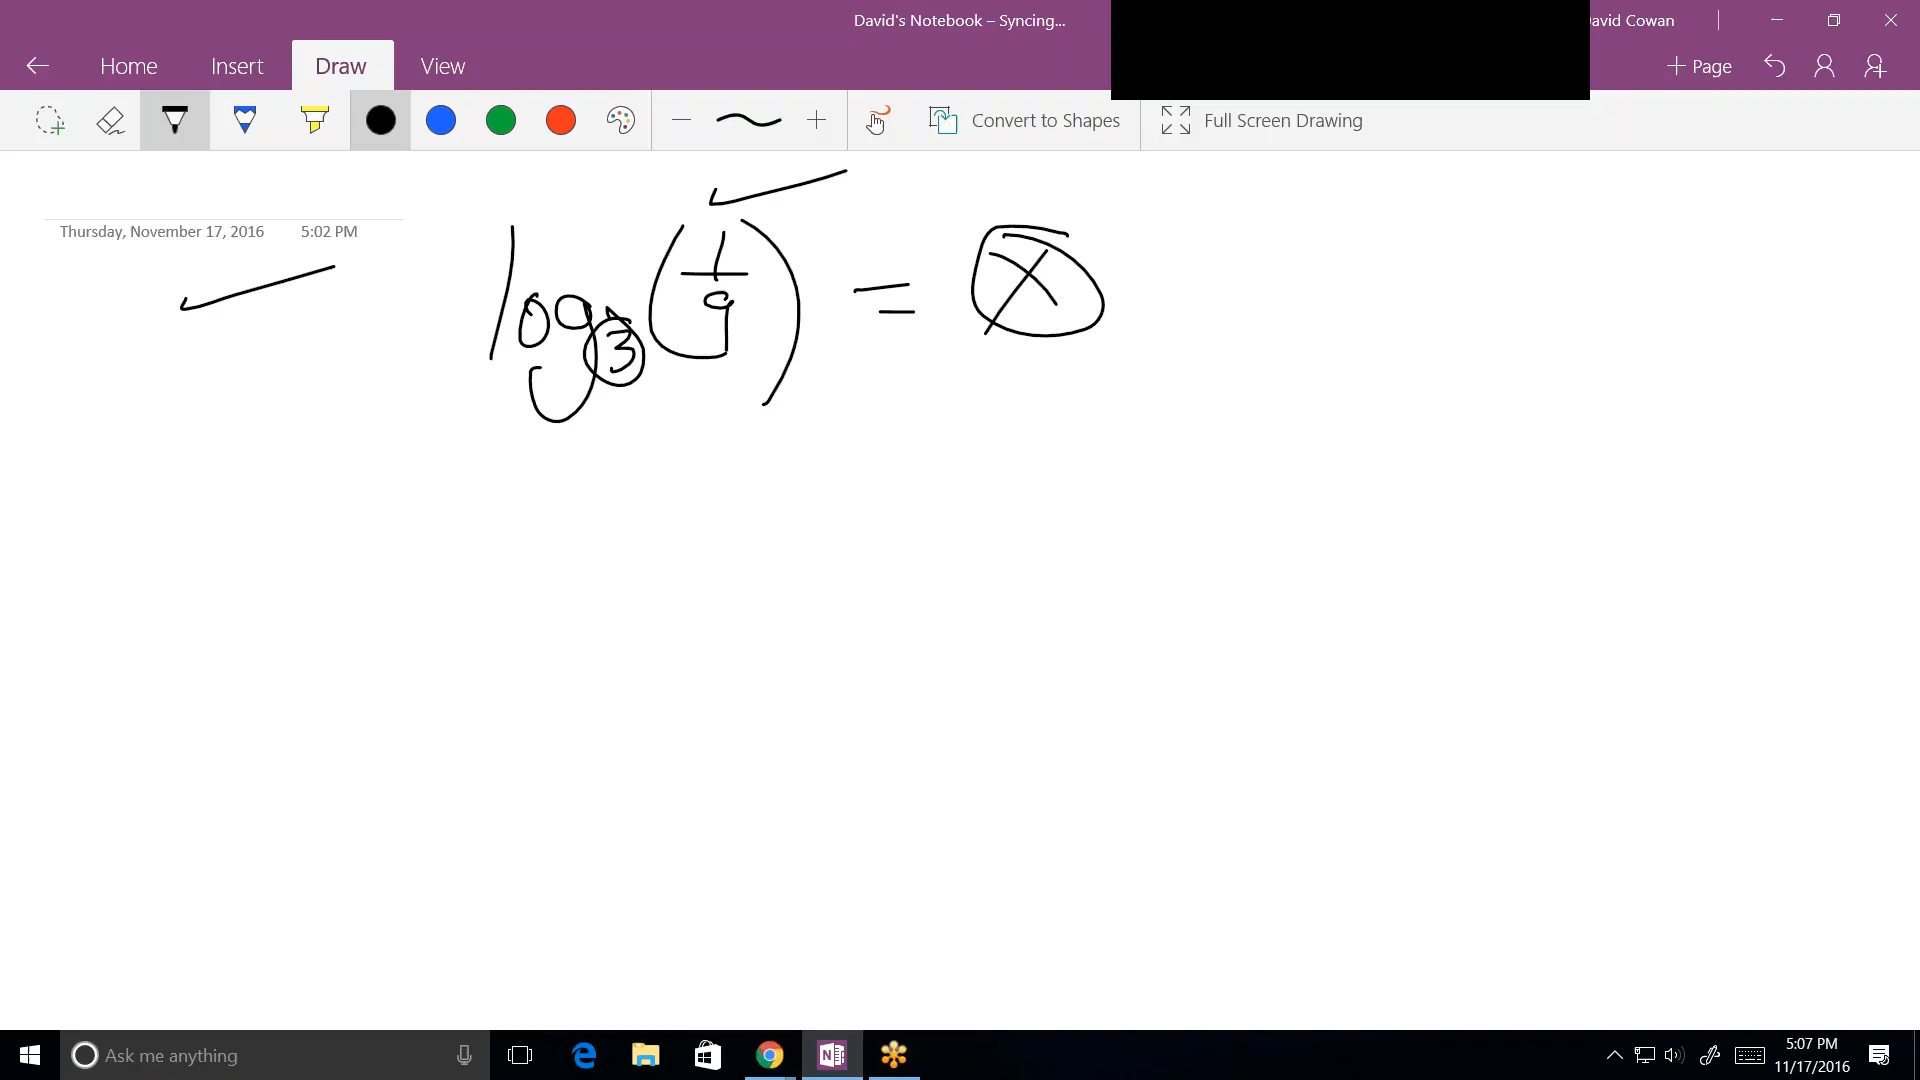 David's Notebook – Syncing...
avid Cowan
Home
Insert
Draw
View
Page
Convert to Shapes
Full Screen Drawing
Thursday, November 17, 2016 5:02 PM
log₃(1/9) = x
Ask me anything
5:07 PM
11/17/2016